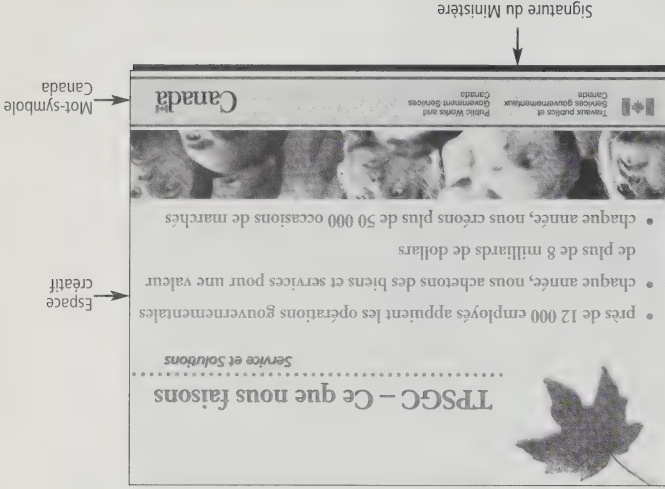 TPSGC – Ce que nous faisons
Service et Solutions
• près de 12 000 employés appuient les opérations gouvernementales
• chaque année, nous achetons des biens et services pour une valeur
de plus de 8 milliards de dollars
• chaque année, nous créons plus de 50 000 occasions de marchés
Espace
créatif
Travaux publics et
Services gouvernementaux
Canada
Public Works and
Government Services
Canada
Canada
Mot-symbole
Canada
Signature du Ministère